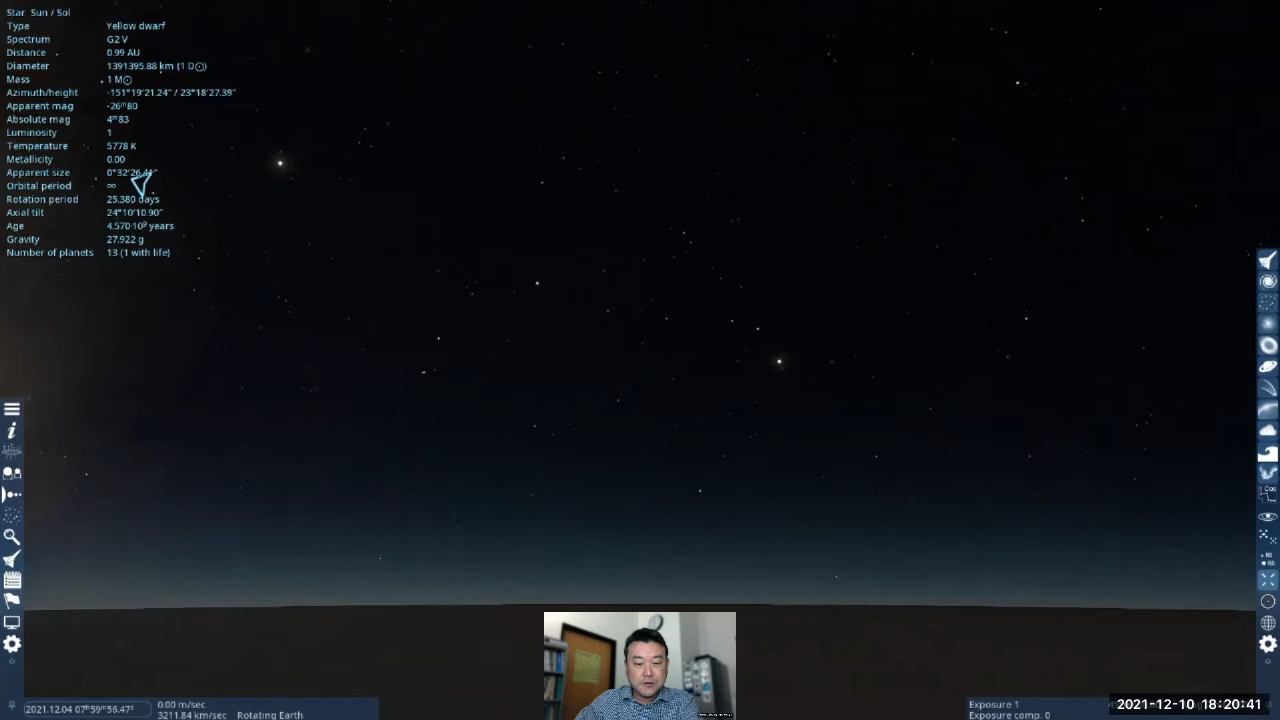 Star Sun / Sol
Type Yellow dwarf
Spectrum G2 V
Distance 0.99 AU
Diameter 1391395.88 km (1 D☉)
Mass 1 M☉
Azimuth/height -151°19'21.24" / 23°18'27.39"
Apparent mag -26ᵐ80
Absolute mag 4ᵐ83
Luminosity 1
Temperature 5778 K
Metallicity 0.00
Apparent size 0°32'26.41"
Orbital period ∞
Rotation period 25.380 days
Axial tilt 24°10'10.90"
Age 4.570·10⁹ years
Gravity 27.922 g
Number of planets 13 (1 with life)
2021.12.04 07ʰ59ᵐ56.47ˢ
0.00 m/sec
3211.84 km/sec Rotating Earth
Exposure 1
Exposure comp. 0
2021-12-10 18:20:41